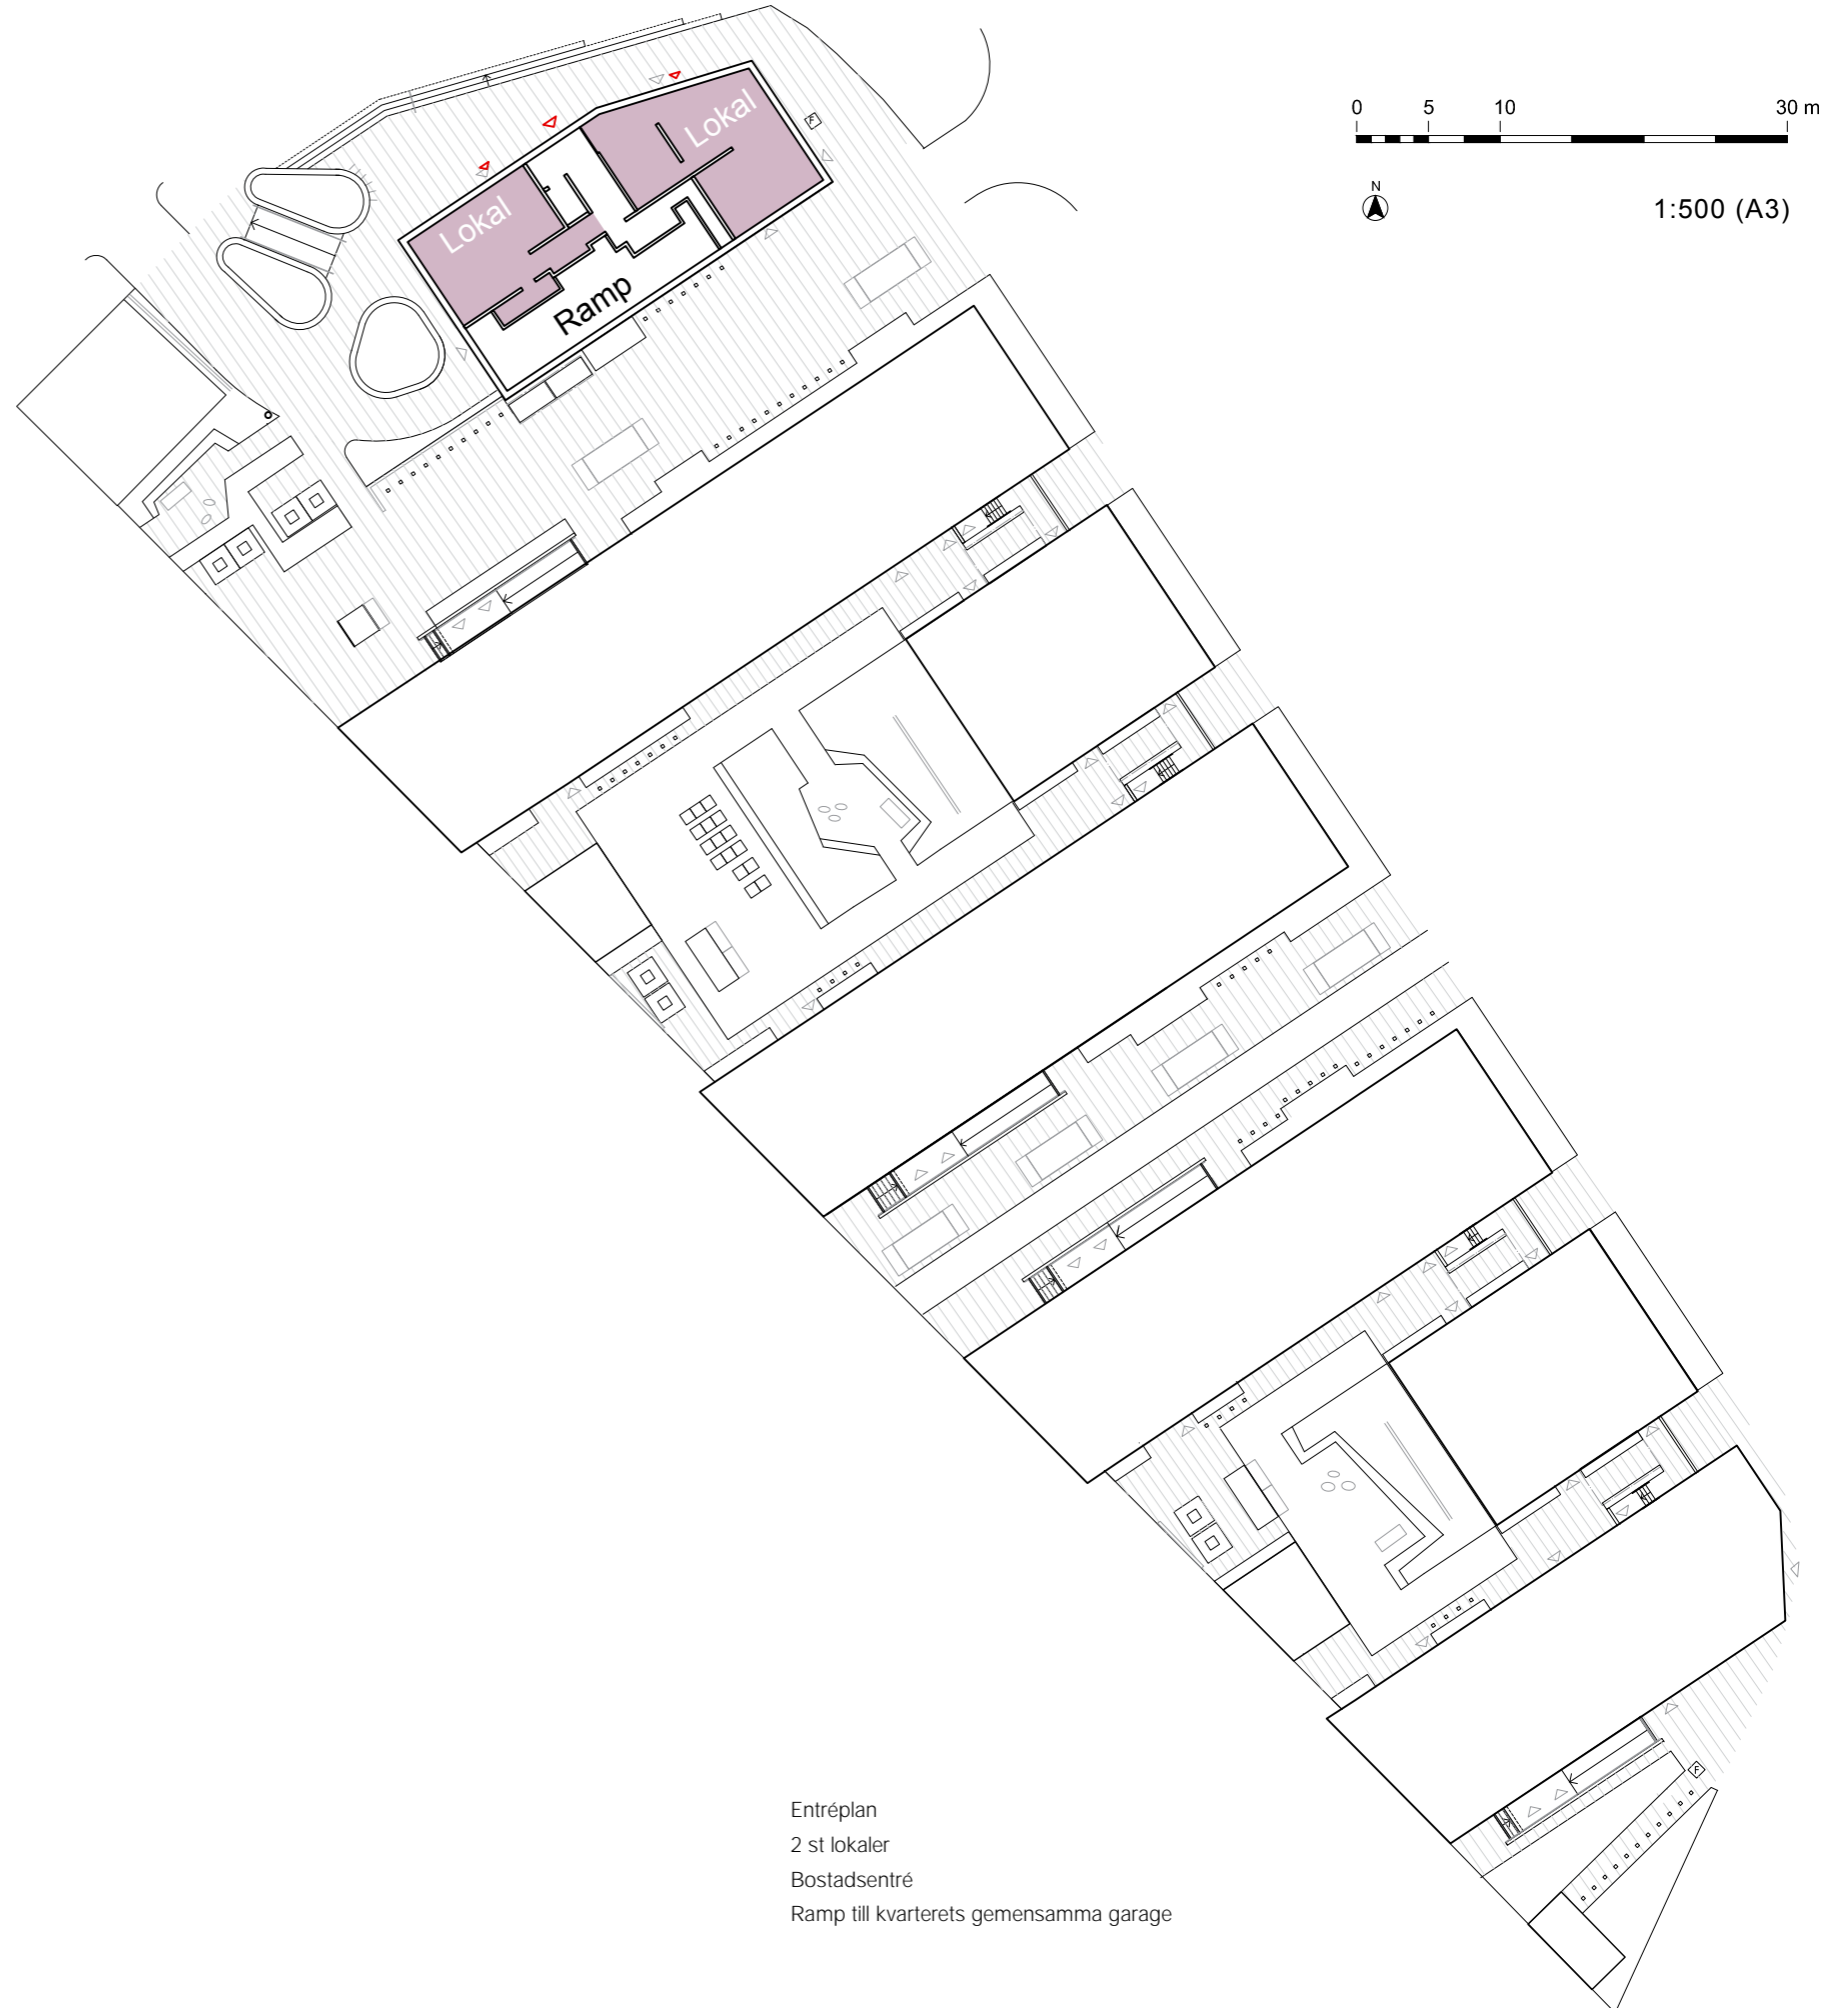 0 5 10 30 m
N
1:500 (A3)
F
Lokal
Lokal
Ramp
F
Entréplan
2 st lokaler
Bostadsentré
Ramp till kvarterets gemensamma garage